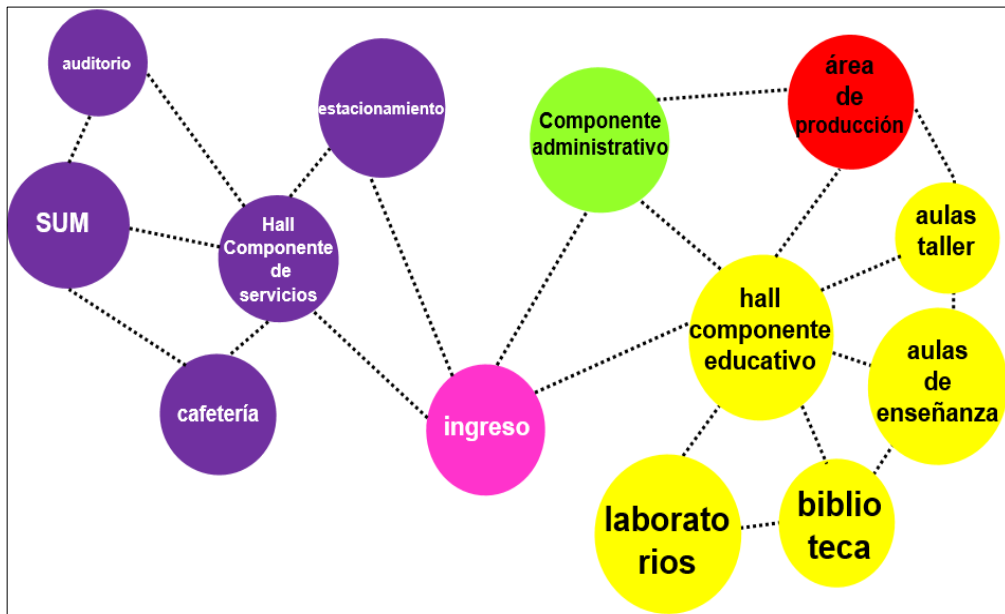 auditorio
estacionamiento
área
de
producción
Componente
administrativo
SUM
Hall
Componente
de
servicios
aulas
taller
hall
componente
educativo
aulas
de
enseñanza
cafetería
ingreso
laborato
rios
biblio
teca